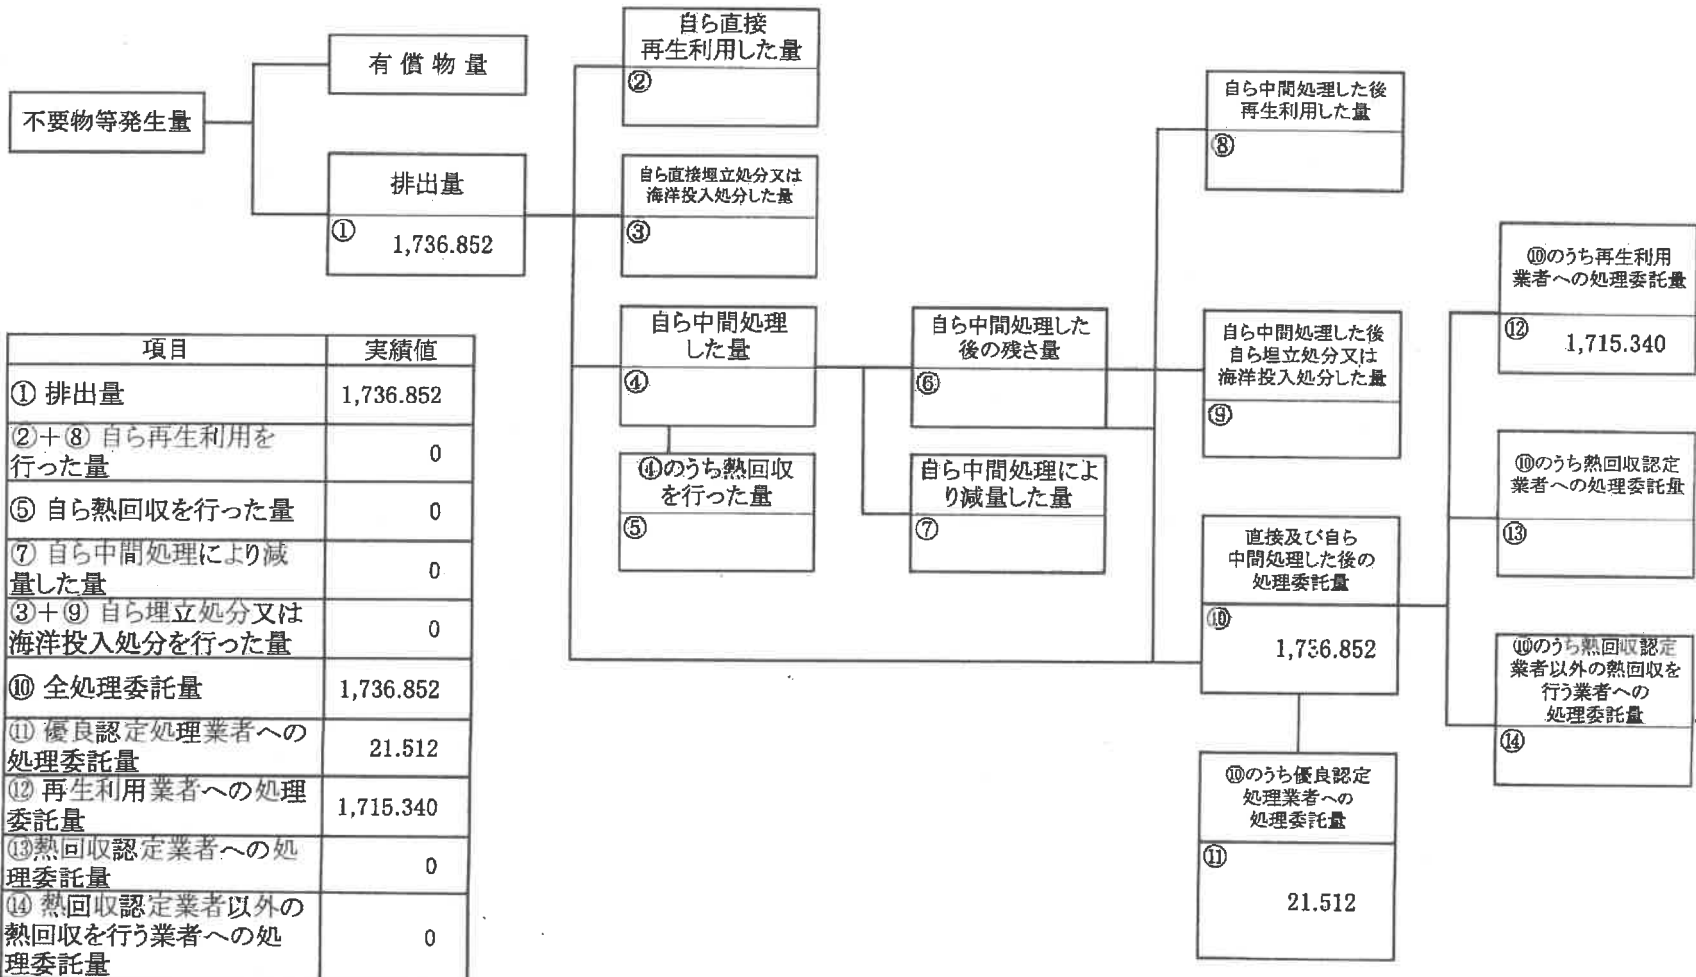 不要物等発生量
有償物量
排出量
①
1,736.852
自ら直接
再生利用した量
②
自ら直接埋立処分又は
海洋投入処分した量
③
自ら中間処理
した量
④
④のうち熱回収
を行った量
⑤
自ら中間処理した
後の残さ量
⑥
自ら中間処理によ
り減量した量
⑦
自ら中間処理した後
再生利用した量
⑧
自ら中間処理した後
自ら埋立処分又は
海洋投入処分した量
⑨
直接及び自ら
中間処理した後の
処理委託量
⑩
1,736.852
⑩のうち優良認定
処理業者への
処理委託量
⑪
21.512
⑩のうち再生利用
業者への処理委託量
⑫
1,715.340
⑩のうち熱回収認定
業者への処理委託量
⑬
⑩のうち熱回収認定
業者以外の熱回収を
行う業者への
処理委託量
⑭
項目 実績値
① 排出量 1,736.852
②+⑧ 自ら再生利用を
行った量 0
⑤ 自ら熱回収を行った量 0
⑦ 自ら中間処理により減
量した量 0
③+⑨ 自ら埋立処分又は
海洋投入処分を行った量 0
⑩ 全処理委託量 1,736.852
⑪ 優良認定処理業者への
処理委託量 21.512
⑫ 再生利用業者への処理
委託量 1,715.340
⑬熱回収認定業者への処
理委託量 0
⑭ 熱回収認定業者以外の
熱回収を行う業者への処
理委託量 0